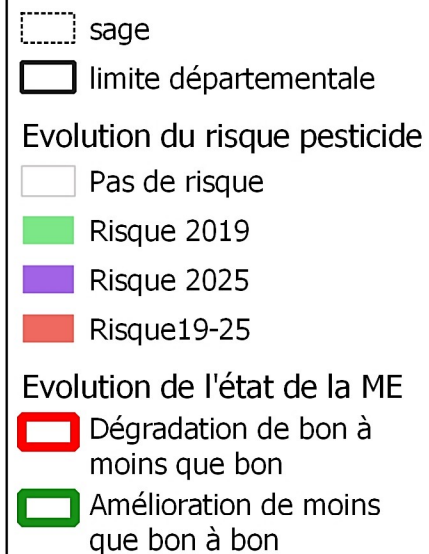 sage
limite départementale
Evolution du risque pesticide
Pas de risque
Risque 2019
Risque 2025
Risque19-25
Evolution de l'état de la ME
Dégradation de bon à
moins que bon
Amélioration de moins
que bon à bon